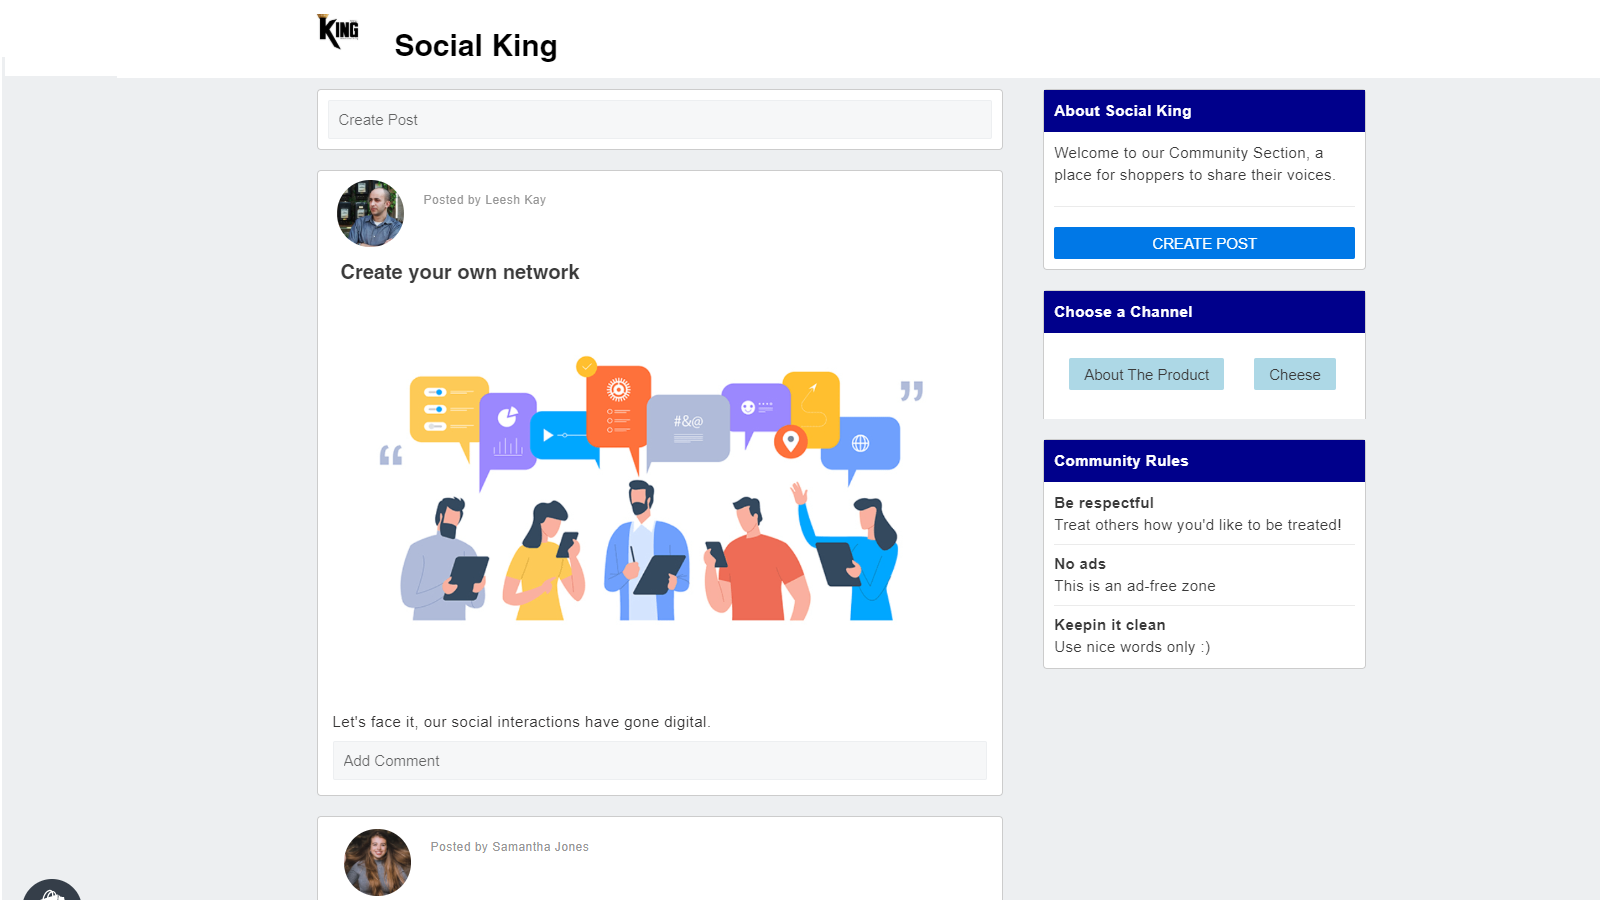 KING
Social King
Create Post
Posted by Leesh Kay
Create your own network
“
#&@
”
Let's face it, our social interactions have gone digital.
Add Comment
Posted by Samantha Jones
About Social King
Welcome to our Community Section, a
place for shoppers to share their voices.
CREATE POST
Choose a Channel
About The Product
Cheese
Community Rules
Be respectful
Treat others how you'd like to be treated!
No ads
This is an ad-free zone
Keepin it clean
Use nice words only :)